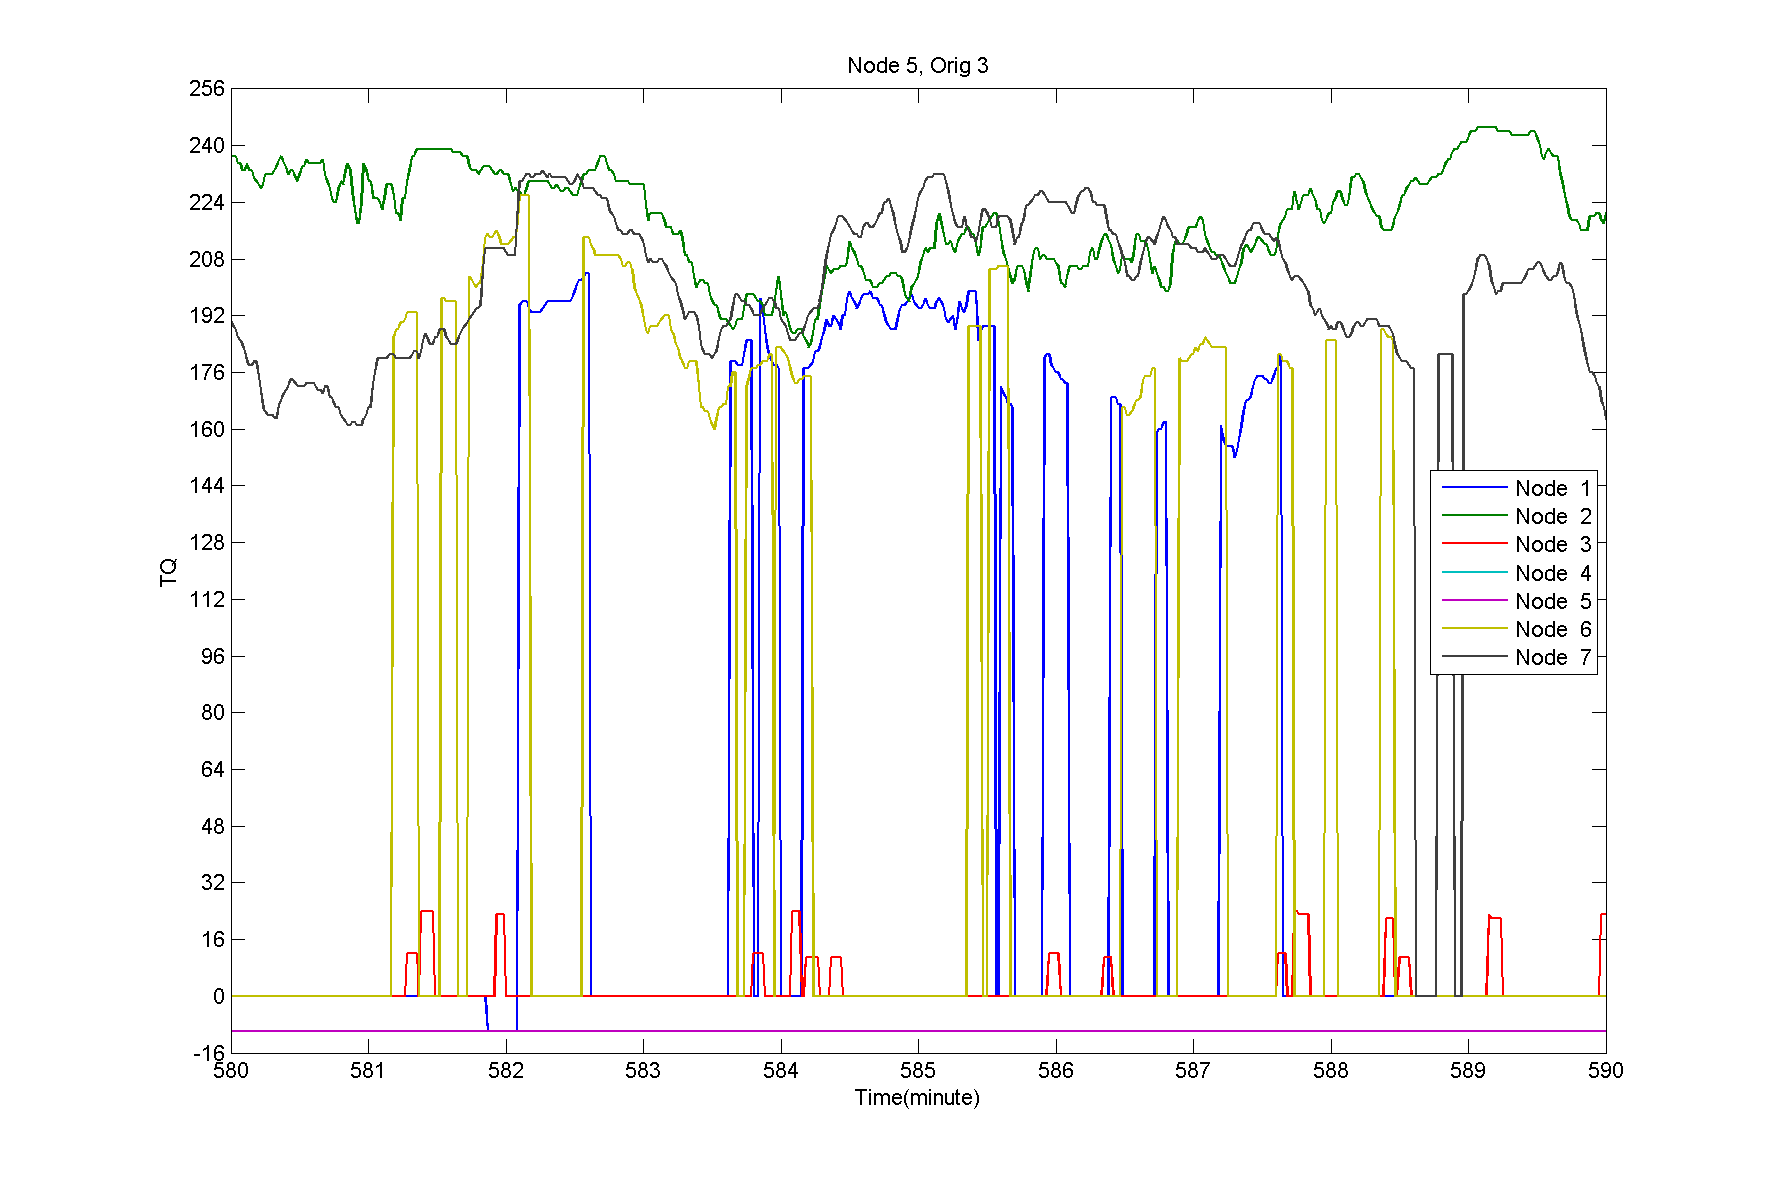 Node 5, Orig 3
256
240
224
208
192
176
160
144
128
112
96
80
64
48
32
16
0
-16
TQ
Node 1
Node 2
Node 3
Node 4
Node 5
Node 6
Node 7
580 581 582 583 584 585 586 587 588 589 590
Time(minute)